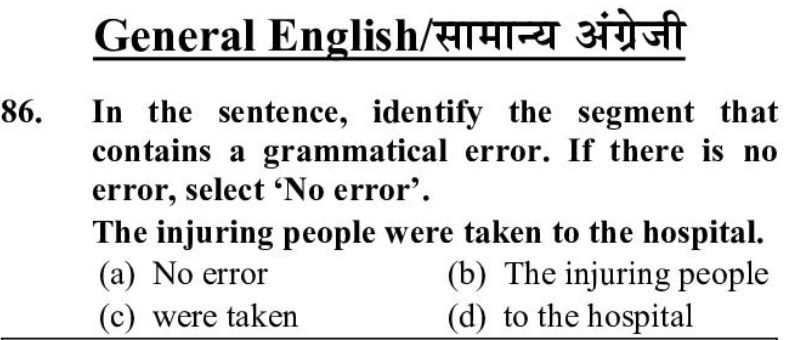 General English/सामान्य अंग्रेजी
86. In the sentence, identify the segment that
contains a grammatical error. If there is no
error, select ‘No error’.
The injuring people were taken to the hospital.
(a) No error (b) The injuring people
(c) were taken (d) to the hospital